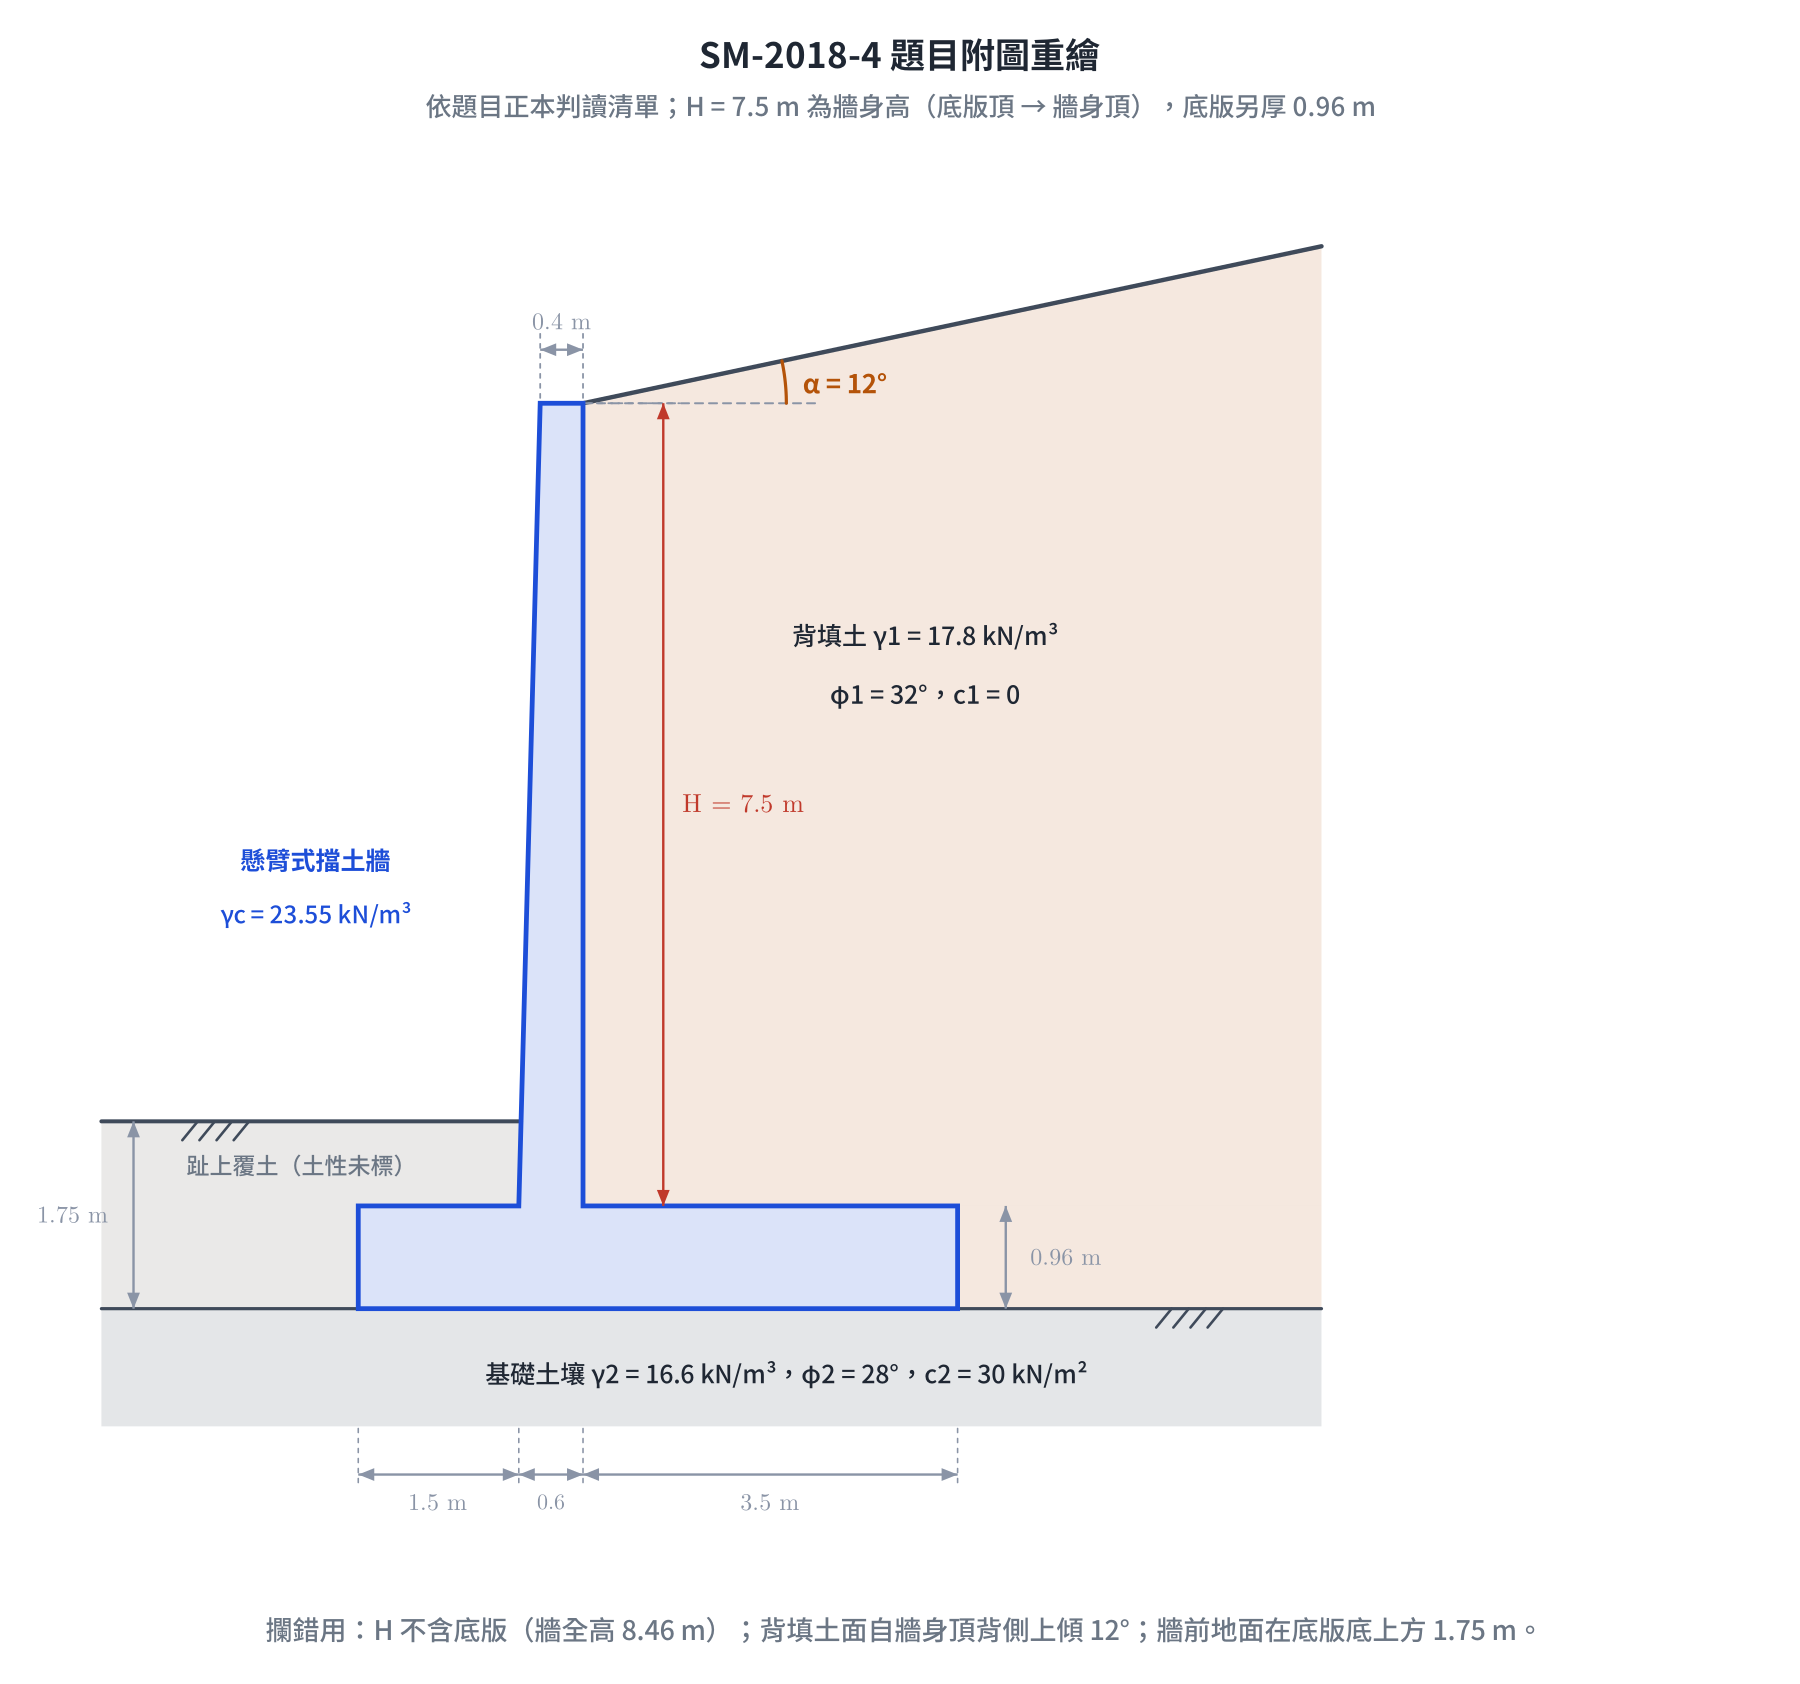 SM-2018-4 題目附圖重繪
依題目正本判讀清單；H = 7.5 m 為牆身高（底版頂 → 牆身頂），底版另厚 0.96 m
0.4 m
α = 12°
背填土 γ1 = 17.8 kN/m³
ϕ1 = 32°，c1 = 0
H = 7.5 m
懸臂式擋土牆
γc = 23.55 kN/m³
趾上覆土（土性未標）
1.75 m
0.96 m
基礎土壤 γ2 = 16.6 kN/m³，ϕ2 = 28°，c2 = 30 kN/m²
1.5 m
0.6
3.5 m
攔錯用：H 不含底版（牆全高 8.46 m）；背填土面自牆身頂背側上傾 12°；牆前地面在底版底上方 1.75 m。